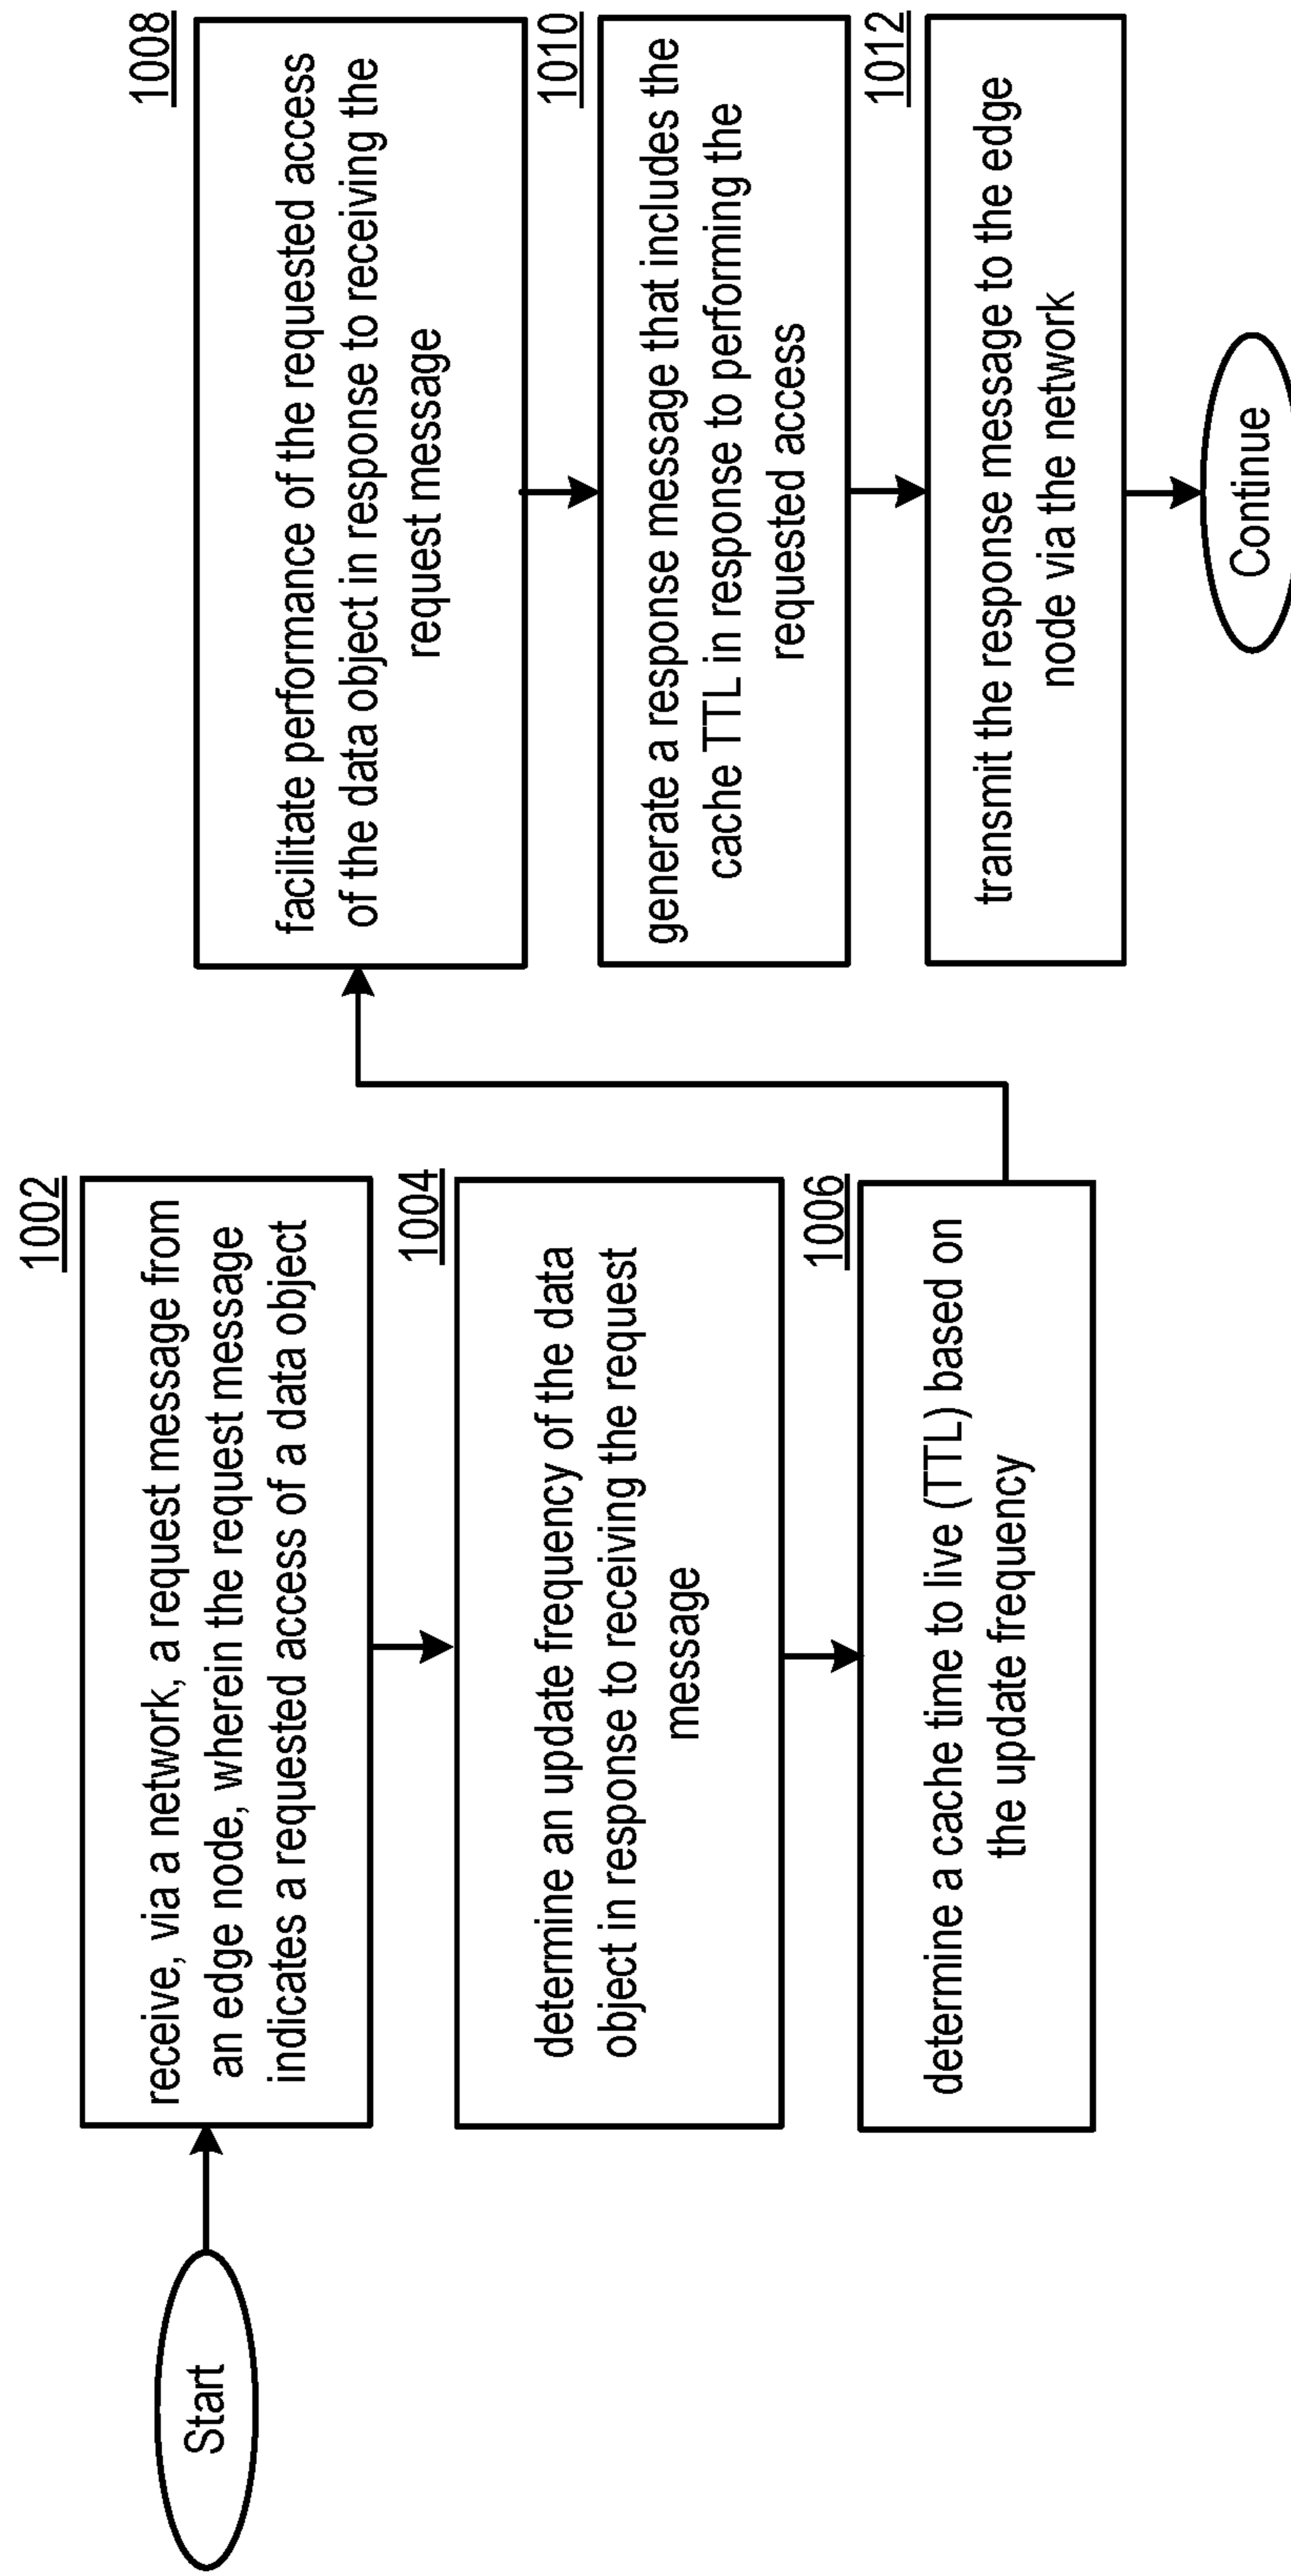 Start
1002
receive, via a network, a request message from
an edge node, wherein the request message
indicates a requested access of a data object
1004
determine an update frequency of the data
object in response to receiving the request
message
1006
determine a cache time to live (TTL) based on
the update frequency
1008
facilitate performance of the requested access
of the data object in response to receiving the
request message
1010
generate a response message that includes the
cache TTL in response to performing the
requested access
1012
transmit the response message to the edge
node via the network
Continue